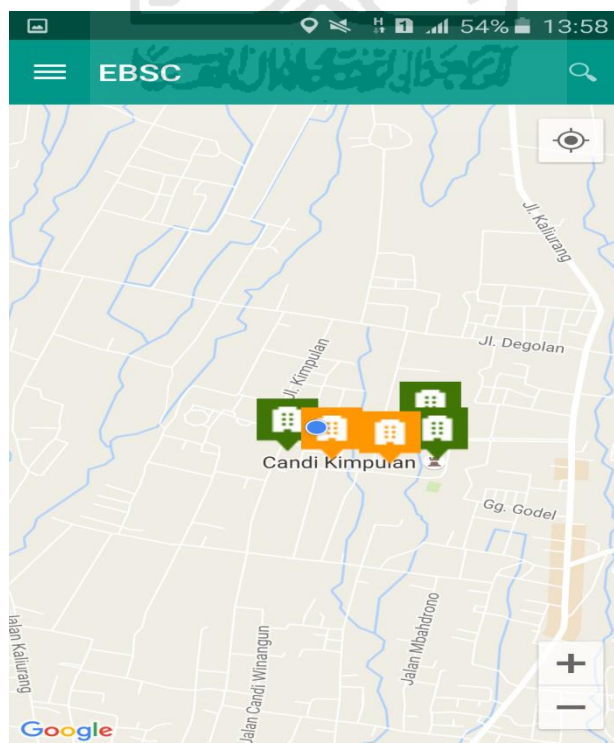 H 1 54% 13:58
EBSC
Jl. Kaliurang
Jl. Degolan
Jl. Kimpulan
Candi Kimpulan
Gg. Godel
Jalan Kaliurang
Jalan Candi Winangun
Jalan Mbahdrono
+
−
Google